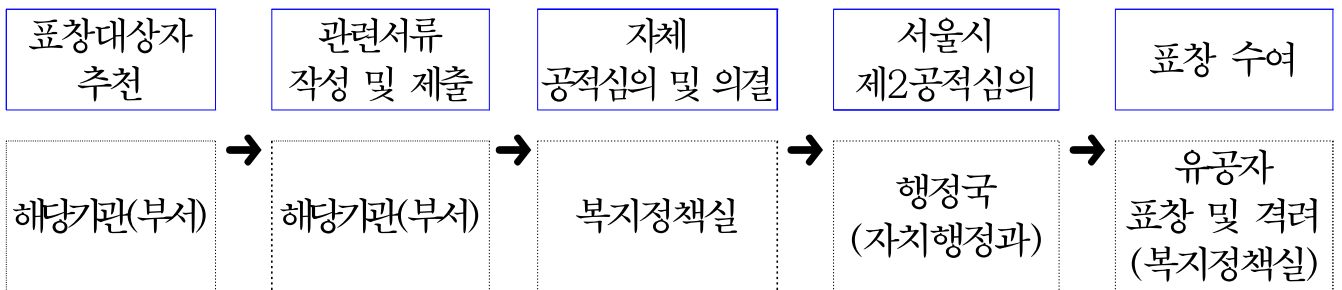 표창대상자
추천
관련서류
작성 및 제출
자체
공적심의 및 의결
서울시
제2공적심의
표창 수여
해당기관(부서)
해당기관(부서)
복지정책실
행정국
(자치행정과)
유공자
표창 및 격려
(복지정책실)